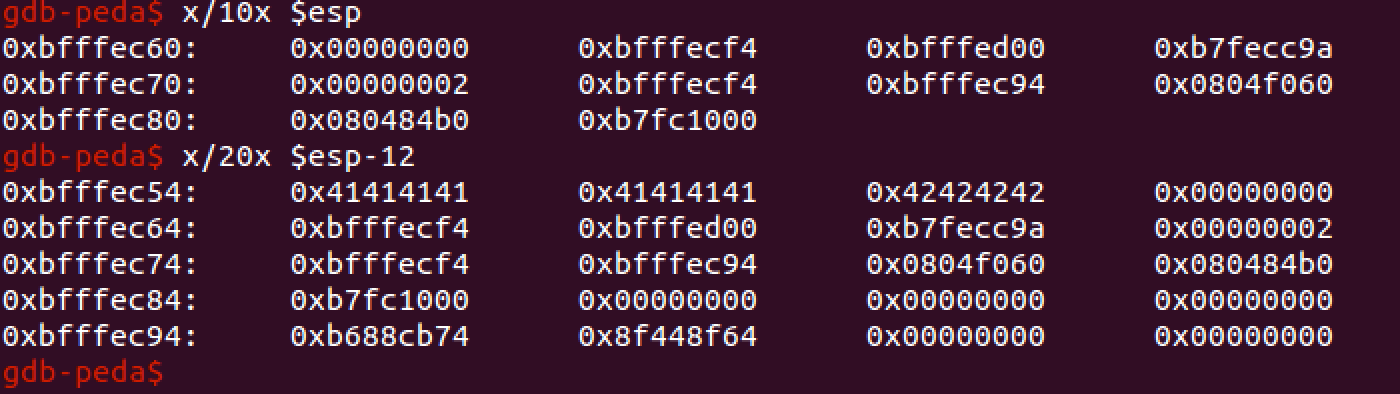 gdb-peda$ x/10x $esp
0xbfffec60: 0x00000000 0xbfffecf4 0xbfffed00 0xb7fecc9a
0xbfffec70: 0x00000002 0xbfffecf4 0xbfffec94 0x0804f060
0xbfffec80: 0x080484b0 0xb7fc1000
gdb-peda$ x/20x $esp-12
0xbfffec54: 0x41414141 0x41414141 0x42424242 0x00000000
0xbfffec64: 0xbfffecf4 0xbfffed00 0xb7fecc9a 0x00000002
0xbfffec74: 0xbfffecf4 0xbfffec94 0x0804f060 0x080484b0
0xbfffec84: 0xb7fc1000 0x00000000 0x00000000 0x00000000
0xbfffec94: 0xb688cb74 0x8f448f64 0x00000000 0x00000000
gdb-peda$